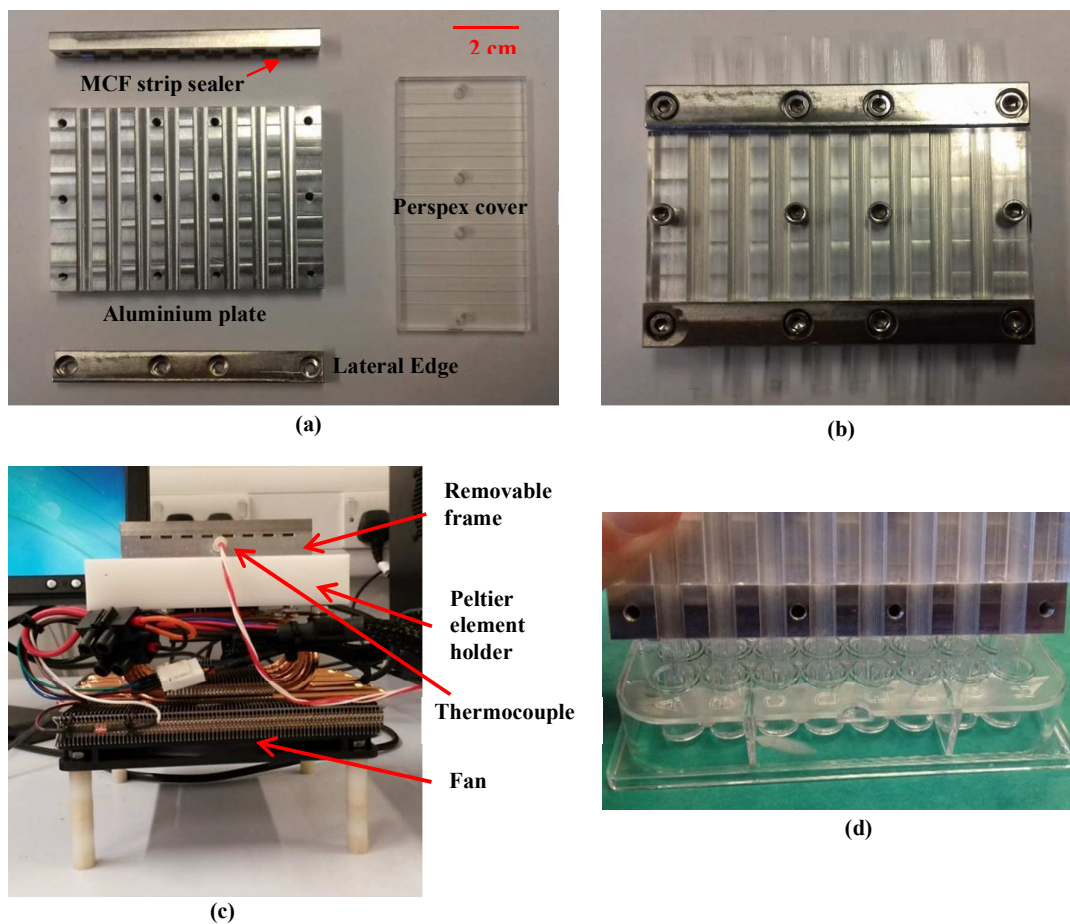 2 cm
MCF strip sealer
Perspex cover
Aluminium plate
Lateral Edge
(a)
(b)
Removable
frame
Peltier
element
holder
Thermocouple
Fan
(c)
(d)